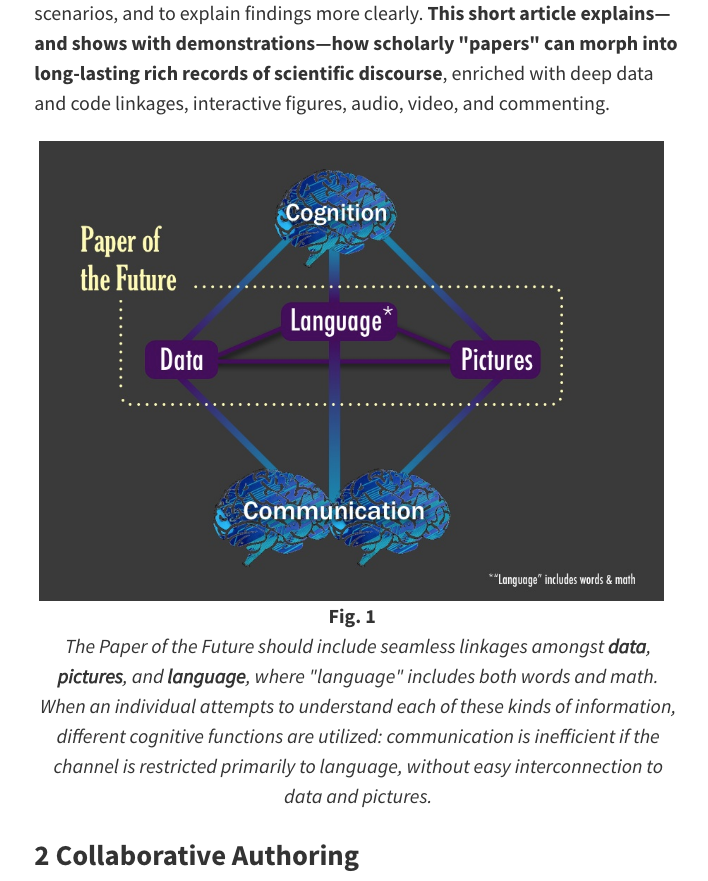 scenarios, and to explain findings more clearly. This short article explains—
and shows with demonstrations—how scholarly "papers" can morph into
long-lasting rich records of scientific discourse, enriched with deep data
and code linkages, interactive figures, audio, video, and commenting.
Cognition
Paper of
the Future
Language*
Data
Pictures
Communication
*"Language" includes words & math
Fig. 1
The Paper of the Future should include seamless linkages amongst data,
pictures, and language, where "language" includes both words and math.
When an individual attempts to understand each of these kinds of information,
different cognitive functions are utilized: communication is inefficient if the
channel is restricted primarily to language, without easy interconnection to
data and pictures.
2 Collaborative Authoring